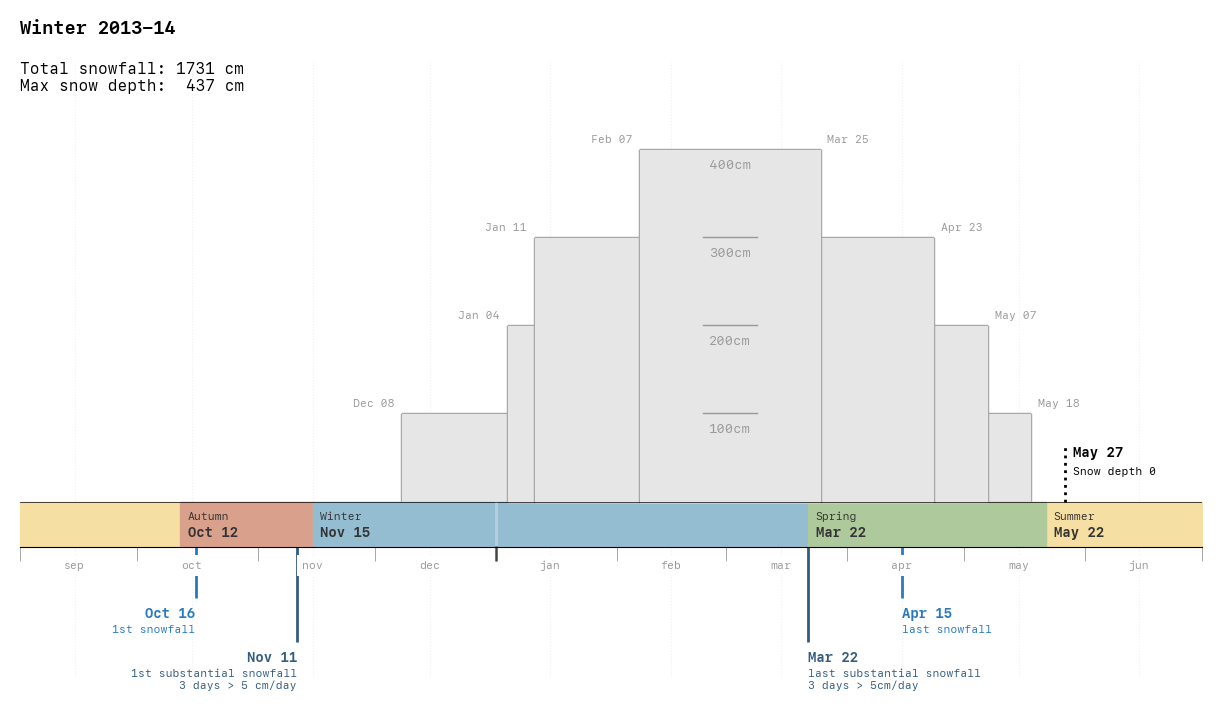 Winter 2013–14
Total snowfall: 1731 cm
Max snow depth: 437 cm
Feb 07
Mar 25
400cm
Jan 11
Apr 23
300cm
Jan 04
May 07
200cm
Dec 08
May 18
100cm
May 27
Snow depth 0
Autumn
Oct 12
Winter
Nov 15
Spring
Mar 22
Summer
May 22
sep oct nov dec jan feb mar apr may jun
Oct 16
1st snowfall
Apr 15
last snowfall
Nov 11
1st substantial snowfall
3 days > 5 cm/day
Mar 22
last substantial snowfall
3 days > 5cm/day